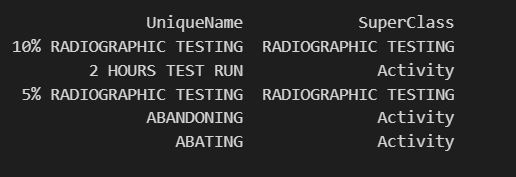 UniqueName SuperClass
10% RADIOGRAPHIC TESTING RADIOGRAPHIC TESTING
2 HOURS TEST RUN Activity
5% RADIOGRAPHIC TESTING RADIOGRAPHIC TESTING
ABANDONING Activity
ABATING Activity